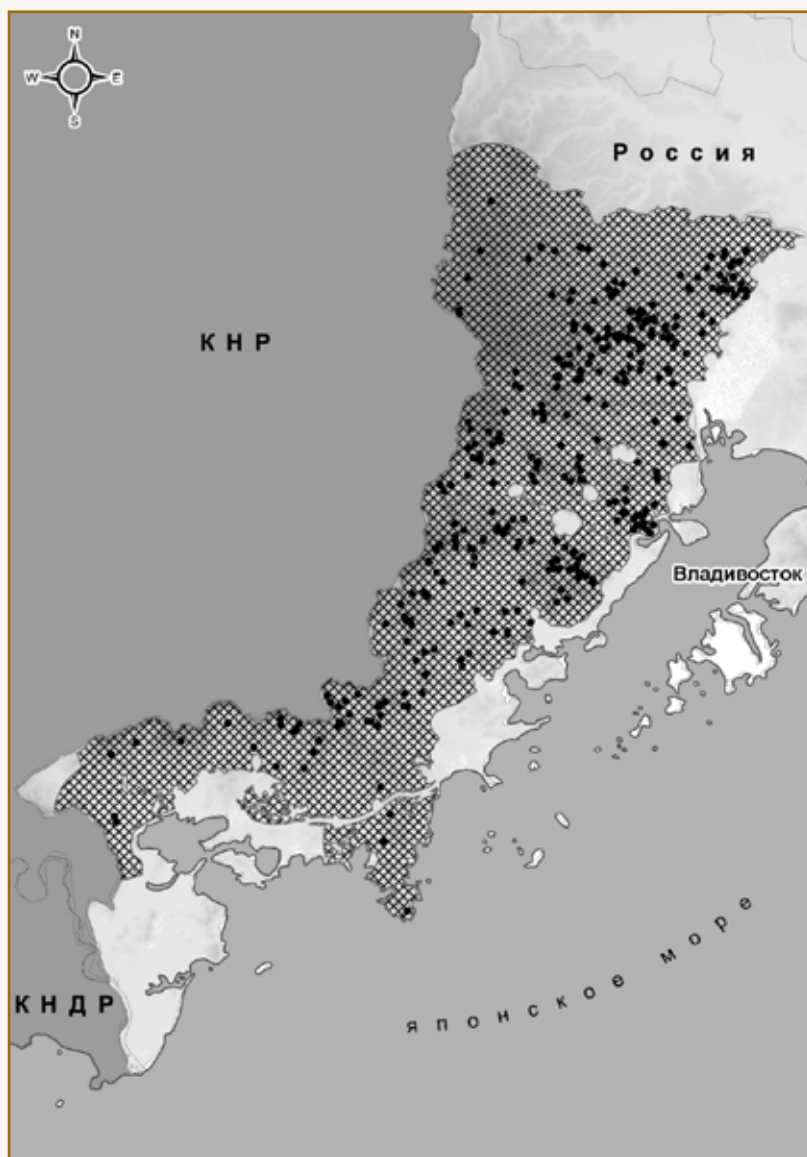 N
W E
S
Россия
КНР
Владивосток
японское море
КНДР